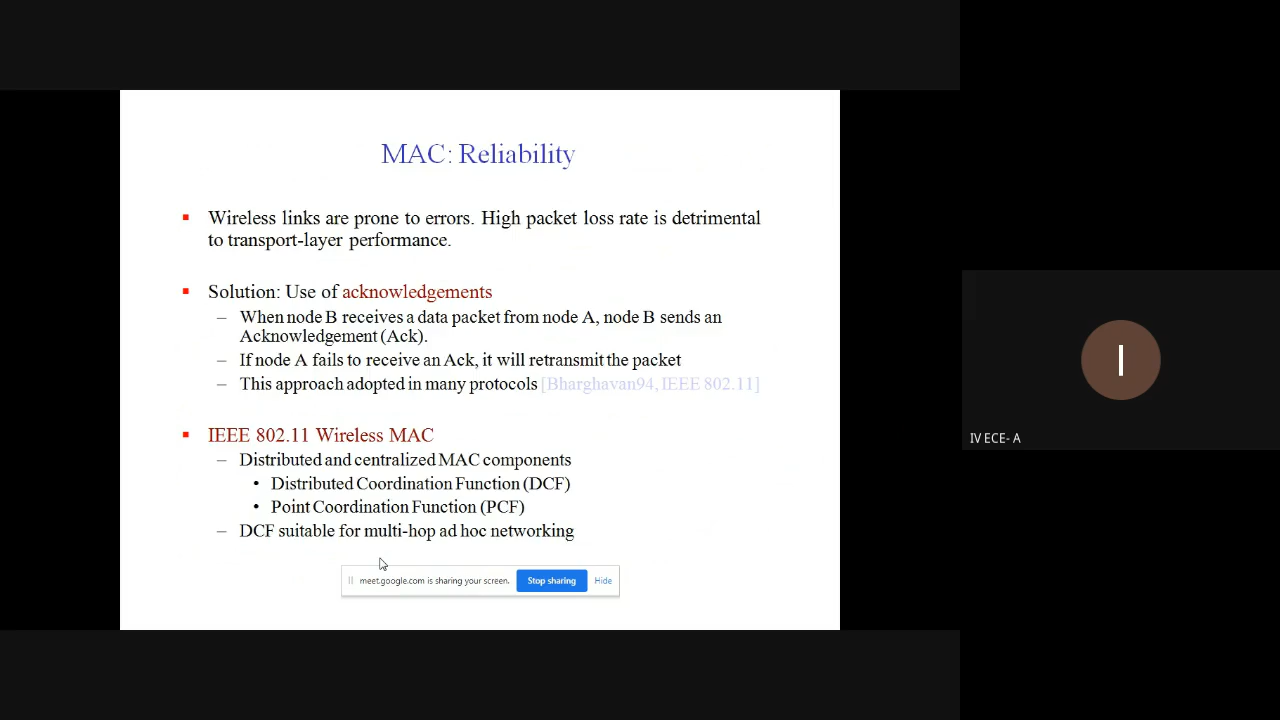 MAC: Reliability
Wireless links are prone to errors. High packet loss rate is detrimental
to transport-layer performance.
Solution: Use of acknowledgements
– When node B receives a data packet from node A, node B sends an
Acknowledgement (Ack).
– If node A fails to receive an Ack, it will retransmit the packet
– This approach adopted in many protocols [Bharghavan94, IEEE 802.11]
IEEE 802.11 Wireless MAC
– Distributed and centralized MAC components
• Distributed Coordination Function (DCF)
• Point Coordination Function (PCF)
– DCF suitable for multi-hop ad hoc networking
meet.google.com is sharing your screen. Stop sharing Hide
I
IV ECE- A